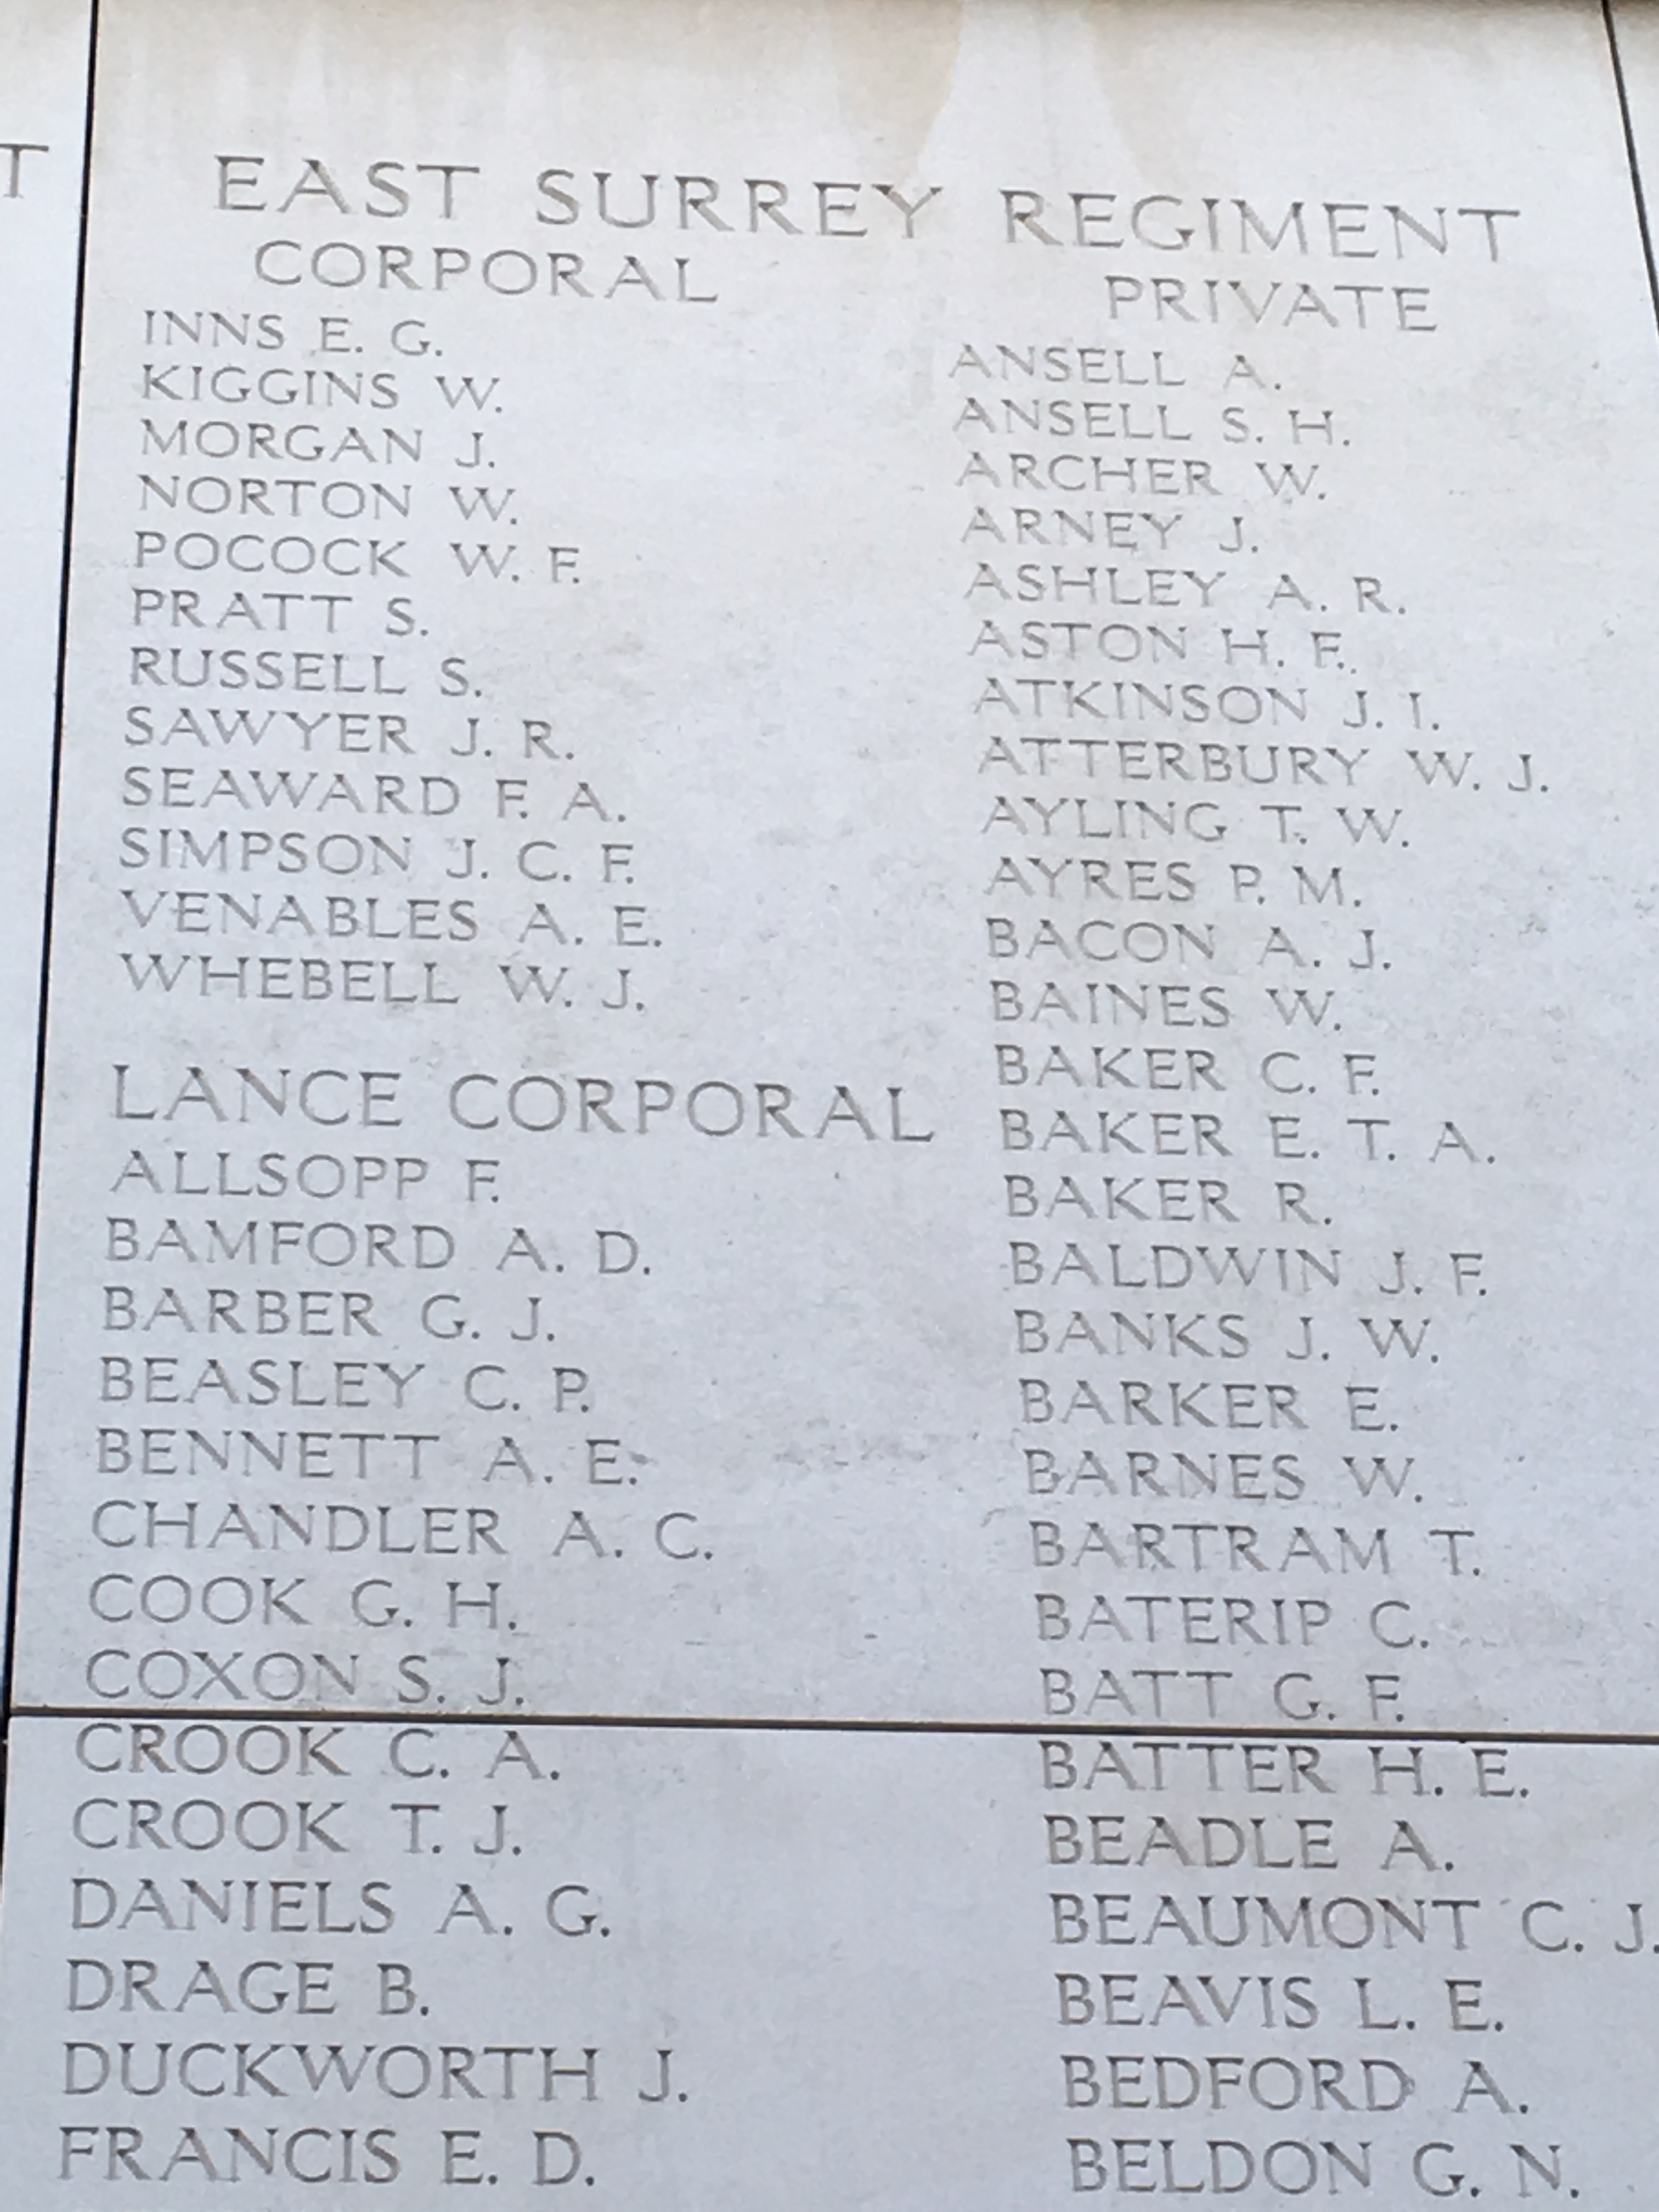 T
EAST SURREY REGIMENT
CORPORAL
INNS E. G.
KIGGINS W.
MORGAN J.
NORTON W.
POCOCK W. F.
PRATT S.
RUSSELL S.
SAWYER J. R.
SEAWARD F. A.
SIMPSON J. C. F.
VENABLES A. E.
WHEBELL W. J.
LANCE CORPORAL
ALLSOPP F.
BAMFORD A. D.
BARBER G. J.
BEASLEY C. P.
BENNETT A. E.
CHANDLER A. C.
COOK G. H.
COXON S. J.
CROOK C. A.
CROOK T. J.
DANIELS A. G.
DRAGE B.
DUCKWORTH J.
FRANCIS E. D.
PRIVATE
ANSELL A.
ANSELL S. H.
ARCHER W.
ARNEY J.
ASHLEY A. R.
ASTON H. F.
ATKINSON J. I.
ATTERBURY W. J.
AYLING T. W.
AYRES P. M.
BACON A. J.
BAINES W.
BAKER C. F.
BAKER E. T. A.
BAKER R.
BALDWIN J. F.
BANKS J. W.
BARKER E.
BARNES W.
BARTRAM T.
BATERIP C.
BATT G. F.
BATTER H. E.
BEADLE A.
BEAUMONT C. J.
BEAVIS L. E.
BEDFORD A.
BELDON G. N.